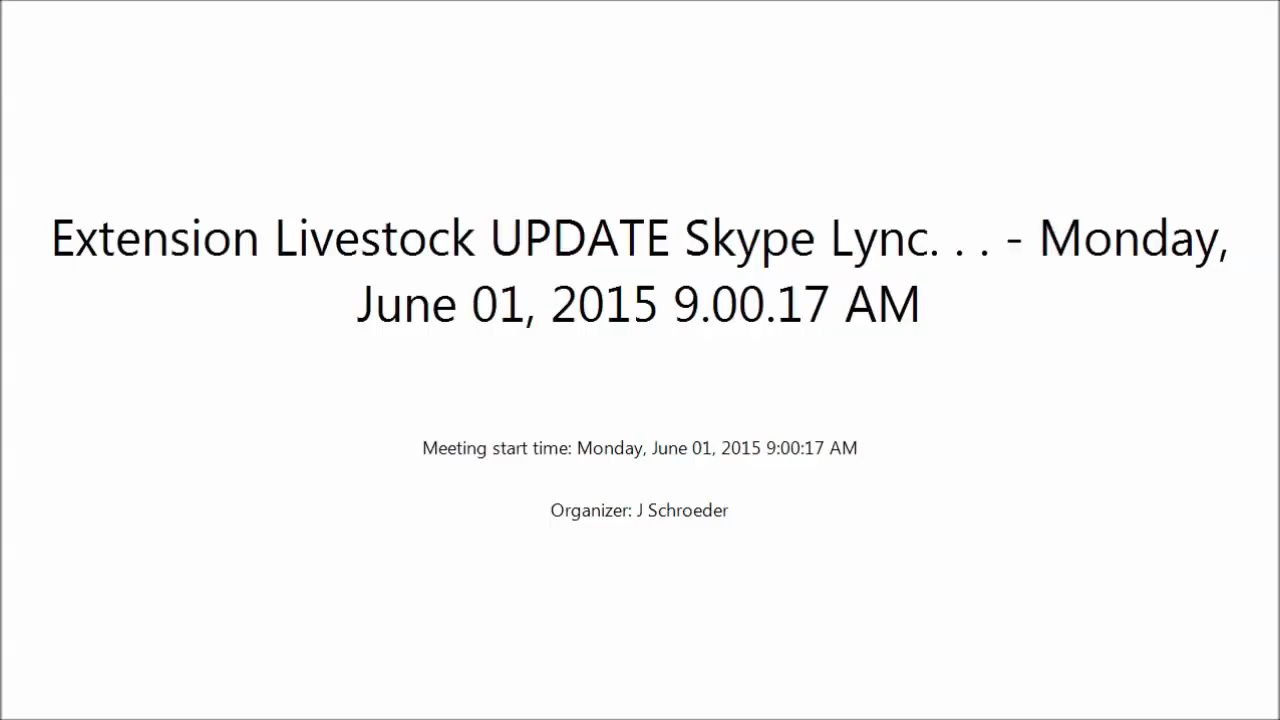 Extension Livestock UPDATE Skype Lync. . . - Monday,
June 01, 2015 9.00.17 AM
Meeting start time: Monday, June 01, 2015 9:00:17 AM
Organizer: J Schroeder